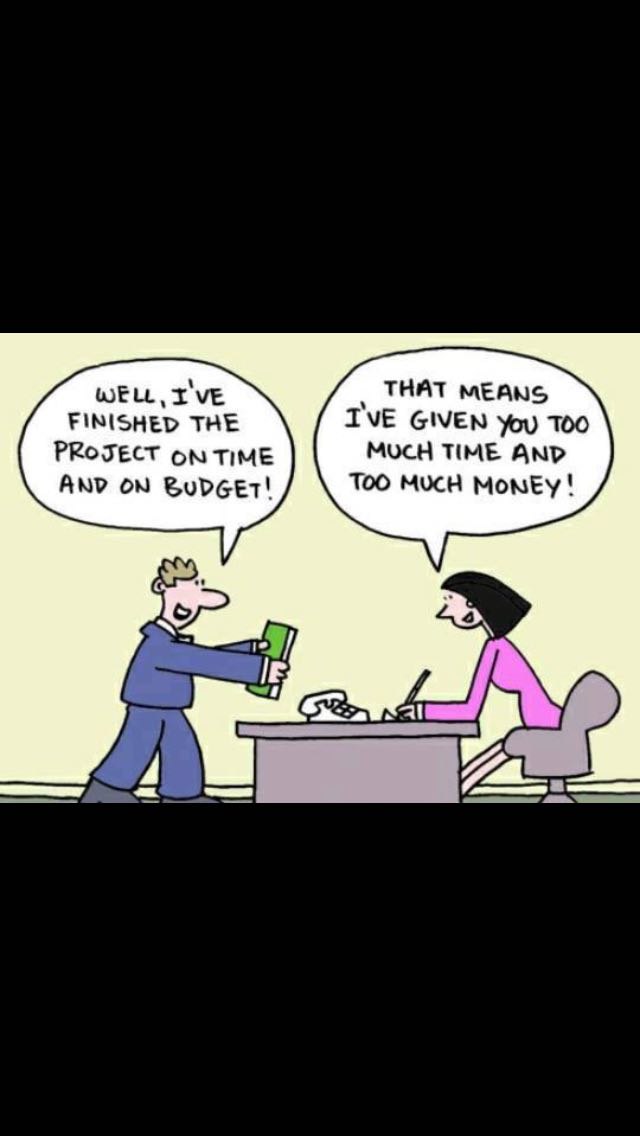 WELL, I'VE
FINISHED THE
PROJECT ON TIME
AND ON BUDGET!
THAT MEANS
I'VE GIVEN YOU TOO
MUCH TIME AND
TOO MUCH MONEY!